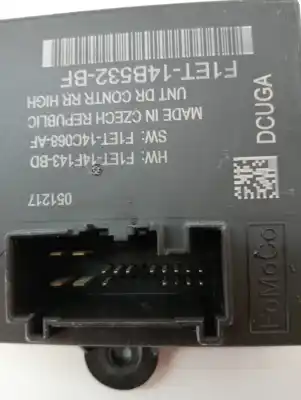 F1ET-14B532-BF
UNT DR CONTR RR HIGH
MADE IN CZECH REPUBLIC
SW: F1ET-14C068-AF
HW: F1ET-14F143-BD
051217
DCUGA
FoMoCo